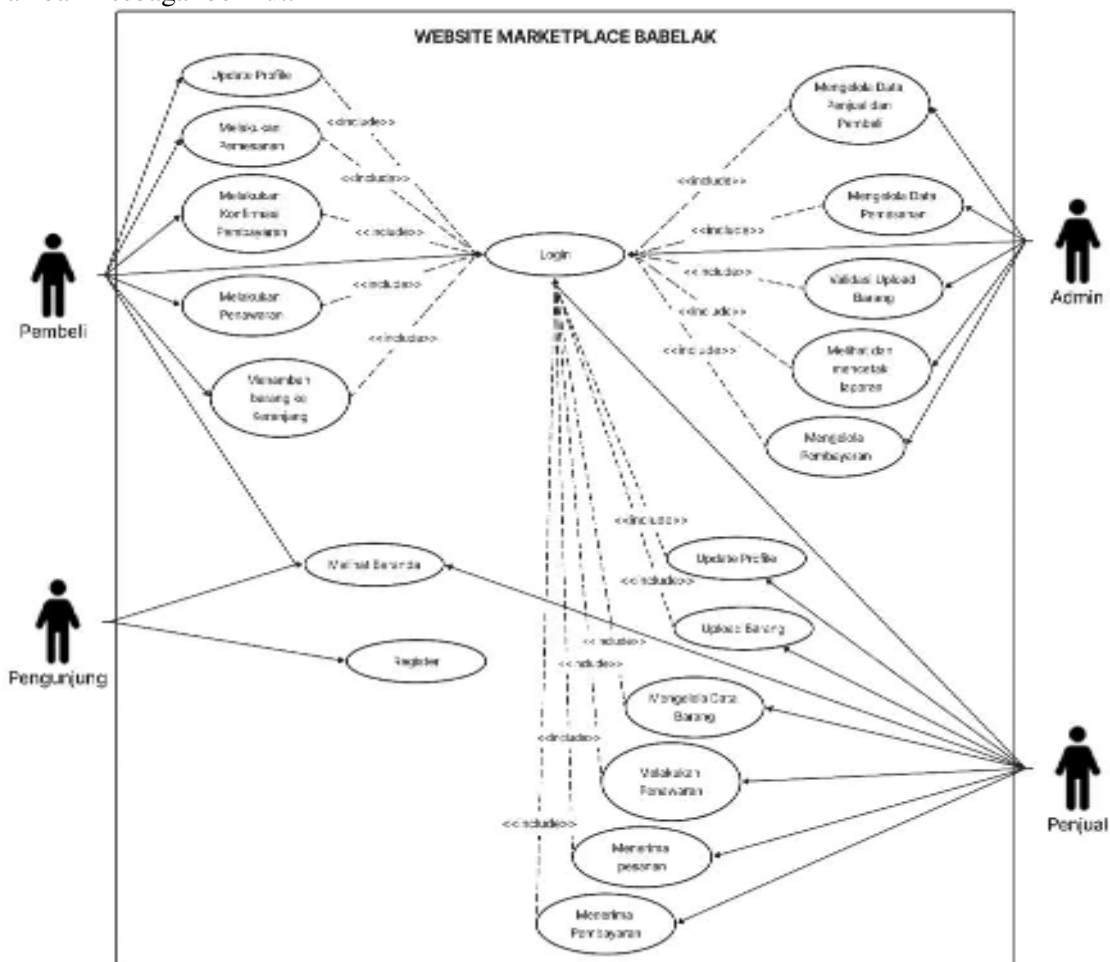 WEBSITE MARKETPLACE BABELAK
Update Profile
<<include>>
Melakukan
Pemesanan
<<include>>
Melakukan
Konfirmasi
Pembayaran
<<include>>
Melakukan
Penawaran
<<include>>
Menambah
barang ke
Keranjang
<<include>>
Pembeli
Login
Mengelola Data
Penjual dan
Pembeli
<<include>>
Mengelola Data
Pemesanan
<<include>>
Validasi Upload
Barang
<<include>>
Melihat dan
mencetak
laporan
<<include>>
Mengelola
Pembayaran
<<include>>
Admin
Melihat Beranda
Register
Pengunjung
<<include>>
Update Profile
<<include>>
Upload Barang
<<include>>
<<include>>
Mengelola Data
Barang
<<include>>
Melakukan
Penawaran
<<include>>
Menerima
pesanan
Menerima
Pembayaran
Penjual